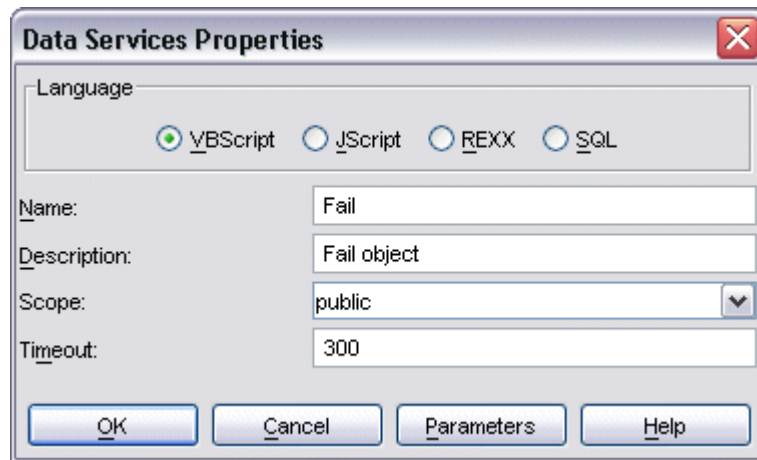 Data Services Properties
Language
VBScript JScript REXX SQL
Name: Fail
Description: Fail object
Scope: public
Timeout: 300
OK Cancel Parameters Help